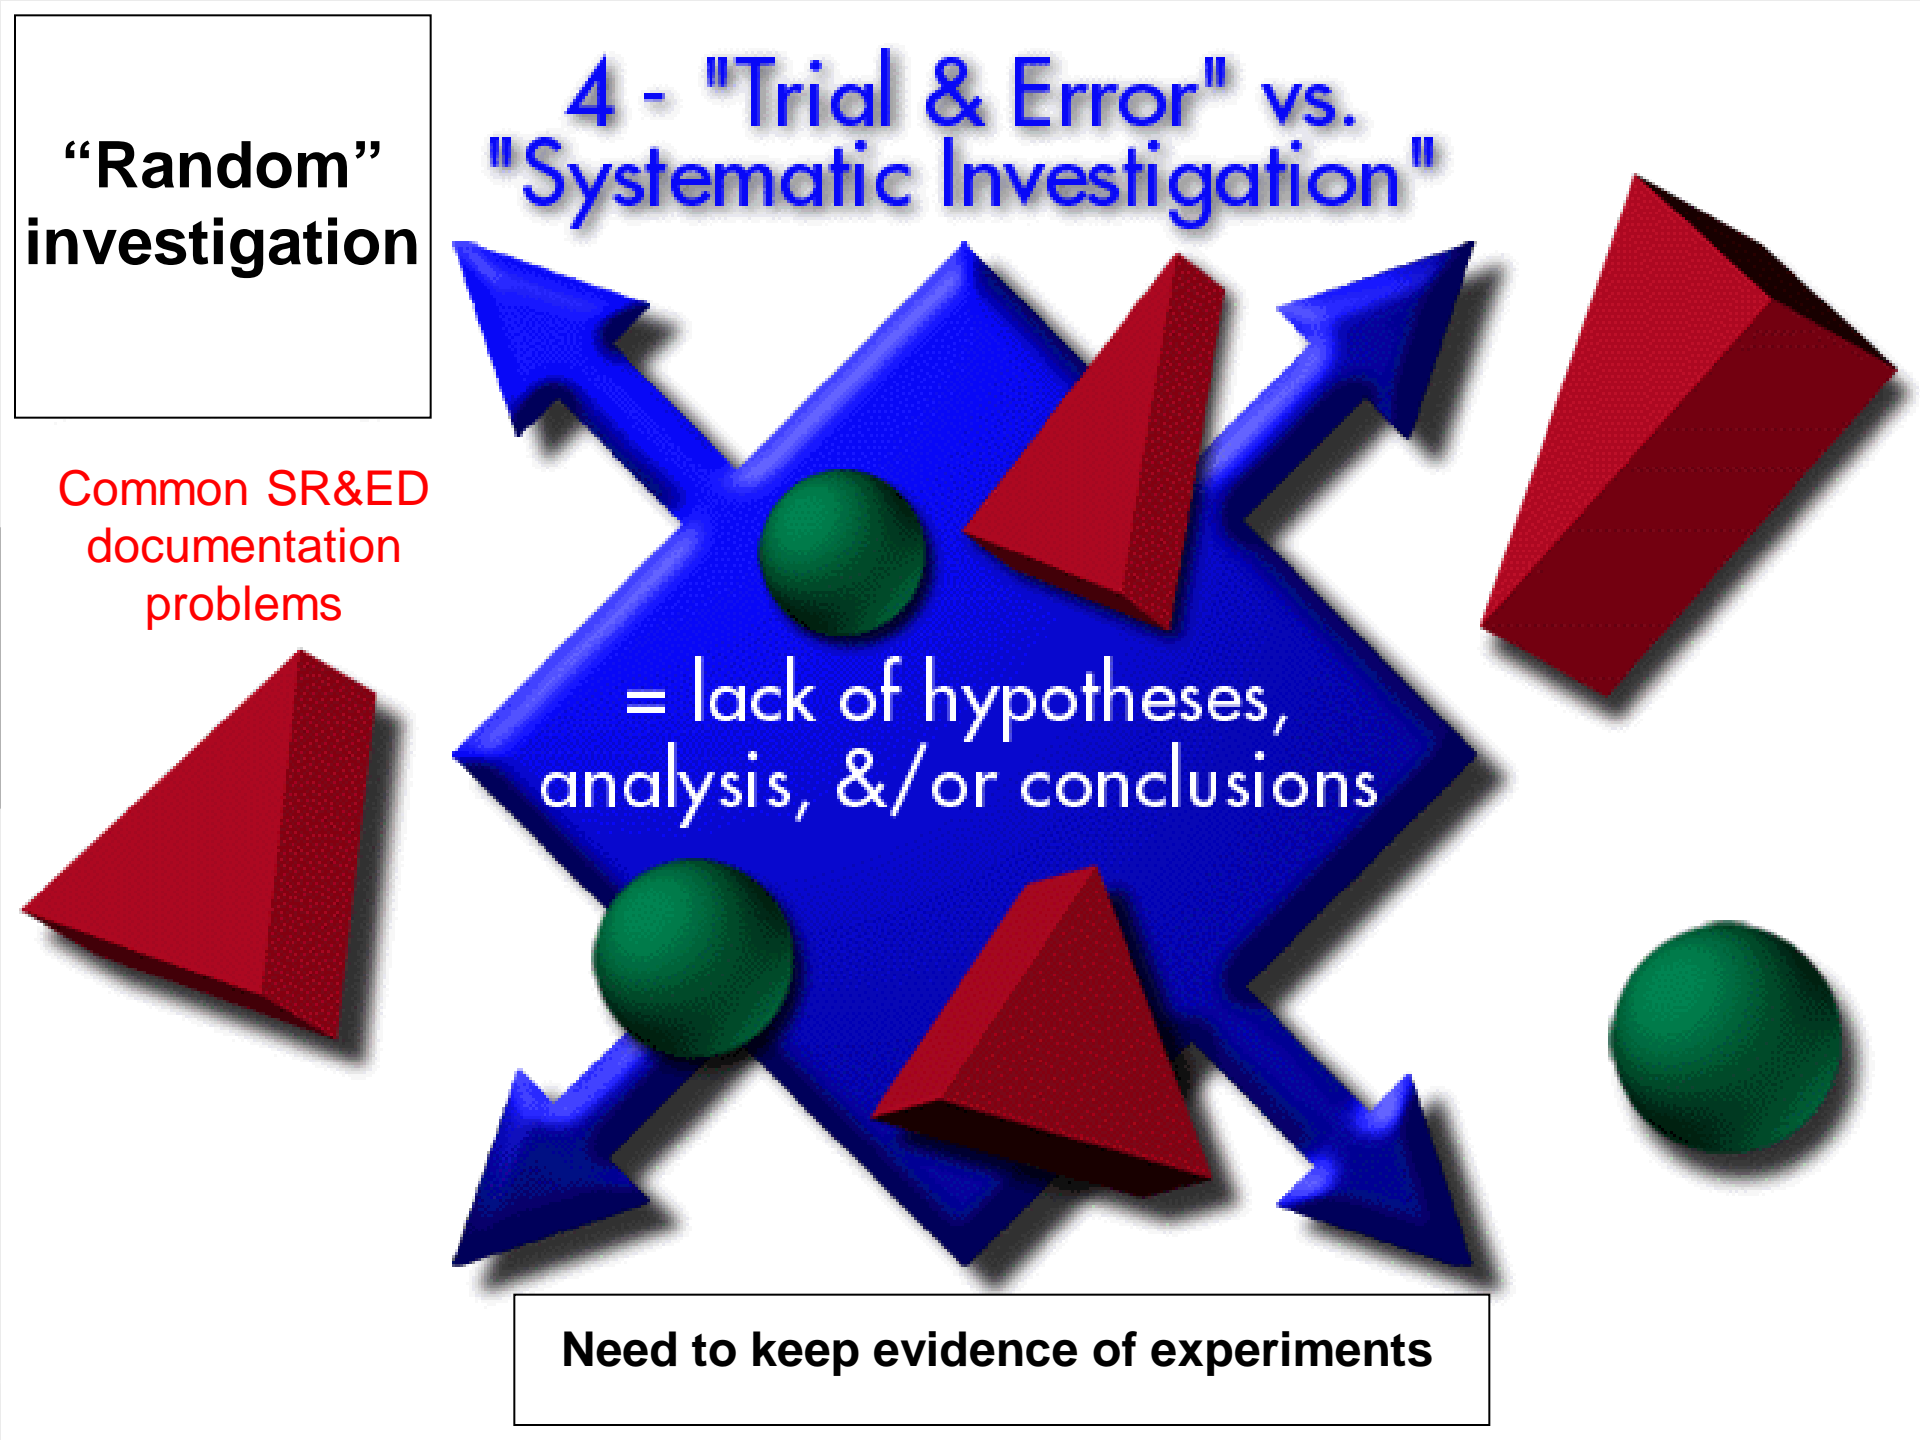 “Random”
investigation
4 - "Trial & Error" vs.
"Systematic Investigation"
Common SR&ED
documentation
problems
= lack of hypotheses,
analysis, &/or conclusions
Need to keep evidence of experiments